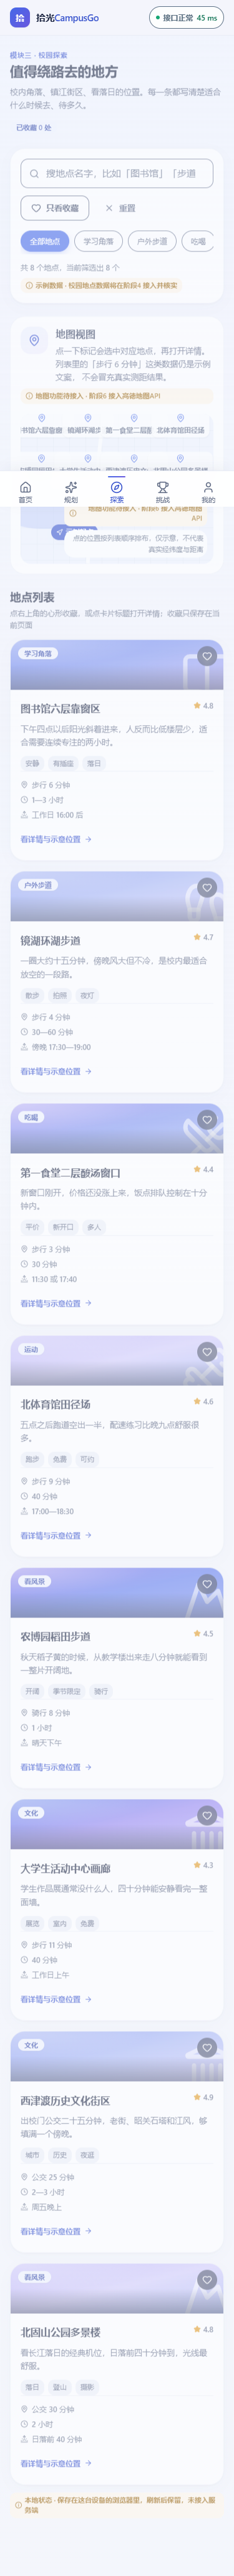 拾 拾光CampusGo
接口正常 45 ms
模块三 · 校园探索
值得绕路去的地方
校内角落、镇江街区、看落日的位置。每一条都写清楚适合
什么时候去、待多久。
已收藏 0 处
搜地点名字，比如「图书馆」「步道
只看收藏
重置
全部地点
学习角落
户外步道
吃喝
共 8 个地点，当前筛选出 8 个
示例数据 · 校园地点数据将在阶段4 接入并核实
地图视图
点一下标记会选中对应地点，再打开详情。
列表里的「步行 6 分钟」这类数据仍是示例
文案，不会冒充真实测距结果。
地图功能待接入 · 阶段6 接入高德地图API
书馆六层靠窗
镜湖环湖步
第一食堂二层
北体育馆田径场
首页
规划
探索
挑战
我的
地图功能待接入 · 阶段6 接入高德地图
API
点的位置按列表顺序排布，仅示意，不代表
真实经纬度与距离
地点列表
点右上角的心形收藏，或点卡片标题打开详情；收藏只保存在当
前页面
学习角落
图书馆六层靠窗区
4.8
下午四点以后阳光斜着进来，人反而比低楼层少，适
合需要连续专注的两小时。
安静
有插座
落日
步行 6 分钟
1—3 小时
工作日 16:00 后
看详情与示意位置
户外步道
镜湖环湖步道
4.7
一圈大约十五分钟，傍晚风大但不冷，是校内最适合
放空的一段路。
散步
拍照
夜灯
步行 4 分钟
30—60 分钟
傍晚 17:30—19:00
看详情与示意位置
吃喝
第一食堂二层酿汤窗口
4.4
新窗口刚开，价格还没涨上来，饭点排队控制在十分
钟内。
平价
新开口
多人
步行 3 分钟
30 分钟
11:30 或 17:40
看详情与示意位置
运动
北体育馆田径场
4.6
五点之后跑道空出一半，配速练习比晚九点舒服很
多。
跑步
免费
可约
步行 9 分钟
40 分钟
17:00—18:30
看详情与示意位置
看风景
农博园稻田步道
4.5
秋天稻子黄的时候，从教学楼出来走八分钟就能看到
一整片开阔地。
开阔
季节限定
骑行
骑行 8 分钟
1 小时
晴天下午
看详情与示意位置
文化
大学生活动中心画廊
4.3
学生作品展通常没什么人，四十分钟能安静看完一整
面墙。
展览
室内
免费
步行 11 分钟
40 分钟
工作日上午
看详情与示意位置
文化
西津渡历史文化街区
4.9
出校门公交二十五分钟，老街、昭关石塔和江风，够
填满一个傍晚。
城市
历史
夜逛
公交 25 分钟
2—3 小时
周五晚上
看详情与示意位置
看风景
北固山公园多景楼
4.8
看长江落日的经典机位，日落前四十分钟到，光线最
舒服。
落日
登山
摄影
公交 30 分钟
2 小时
日落前 40 分钟
看详情与示意位置
本地状态 · 保存在这台设备的浏览器里，刷新后保留，未接入服
务端